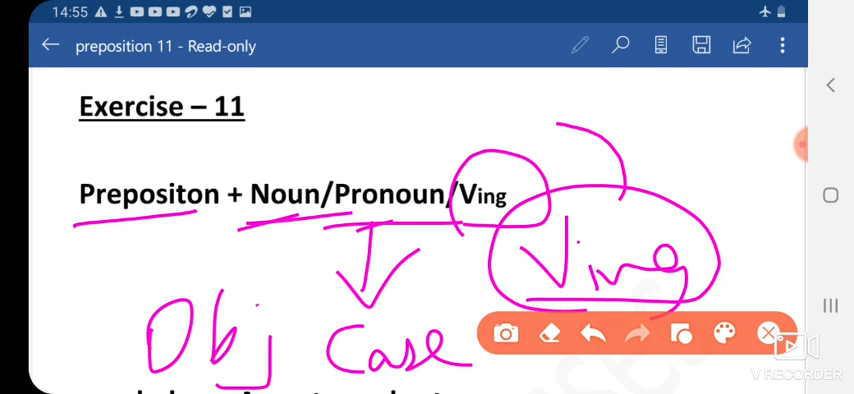 14:55
preposition 11 - Read-only
Exercise – 11
Prepositon + Noun/Pronoun/Ving
Ving
Obj Case
V RECORDER